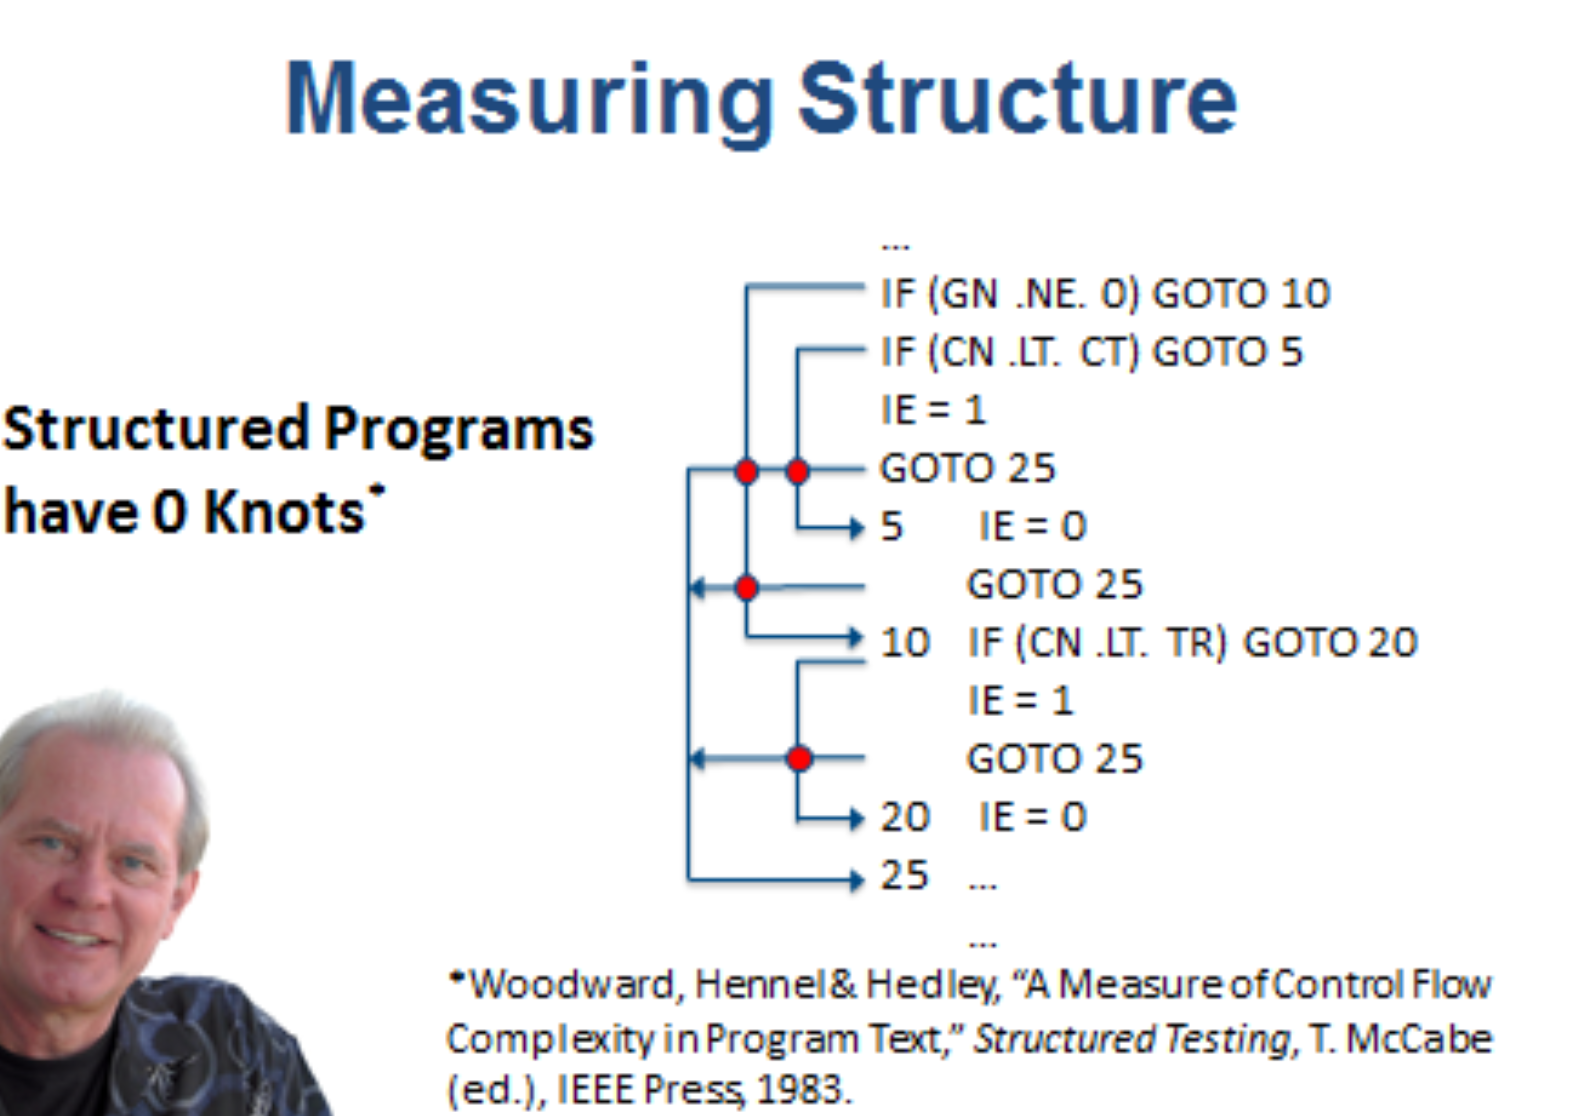 Measuring Structure
...
IF (GN .NE. 0) GOTO 10
IF (CN .LT. CT) GOTO 5
IE = 1
GOTO 25
5 IE = 0
GOTO 25
10 IF (CN .LT. TR) GOTO 20
IE = 1
GOTO 25
20 IE = 0
25 ...
...
Structured Programs
have 0 Knots*
*Woodward, Hennel & Hedley, “A Measure of Control Flow
Complexity in Program Text,” Structured Testing, T. McCabe
(ed.), IEEE Press, 1983.